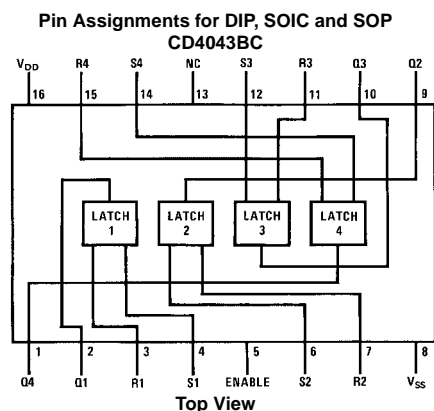 Pin Assignments for DIP, SOIC and SOP
CD4043BC
VDD R4 S4 NC S3 R3 Q3 Q2
16 15 14 13 12 11 10 9
LATCH 1 LATCH 2 LATCH 3 LATCH 4
1 2 3 4 5 6 7 8
Q4 Q1 R1 S1 ENABLE S2 R2 VSS
Top View